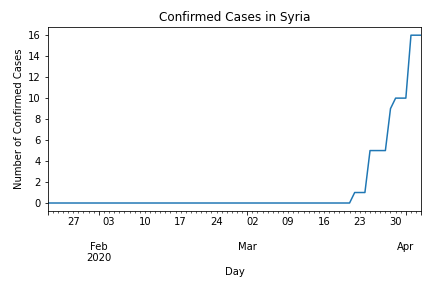 Confirmed Cases in Syria
Number of Confirmed Cases
16
14
12
10
8
6
4
2
0
27 03 10 17 24 02 09 16 23 30
Feb Mar Apr
2020
Day